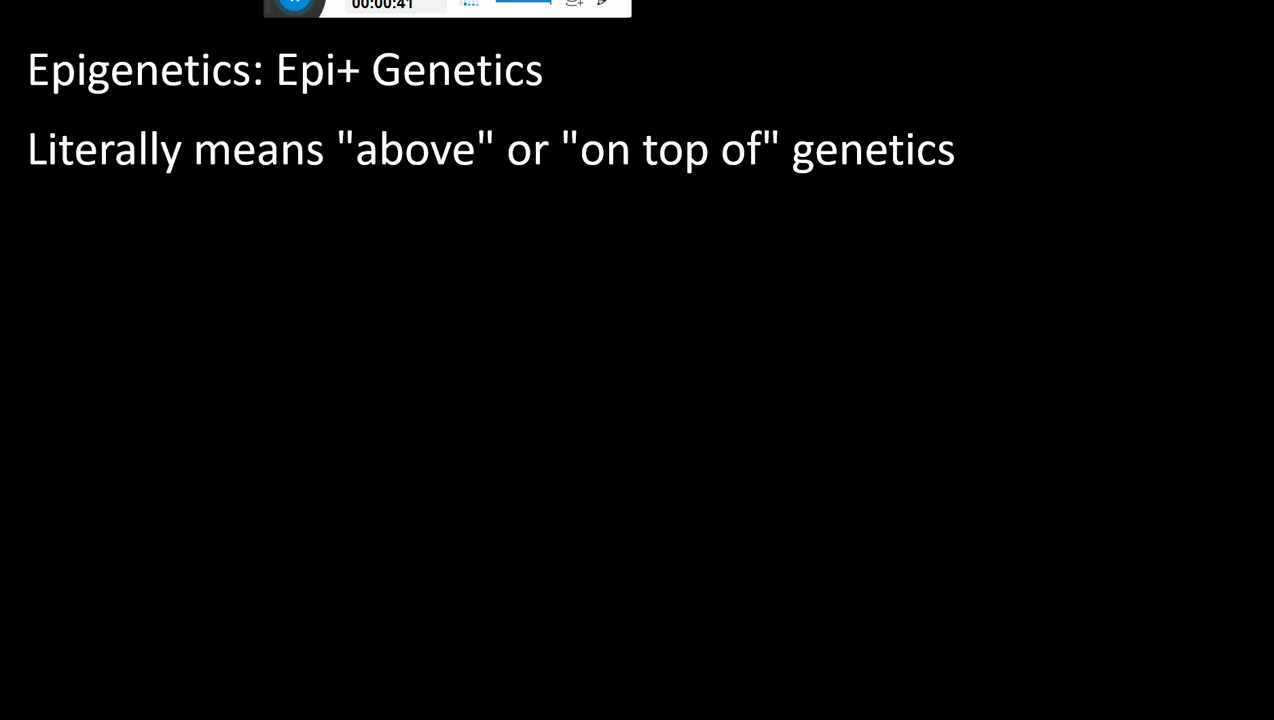 00:00:41
Epigenetics: Epi+ Genetics
Literally means "above" or "on top of" genetics